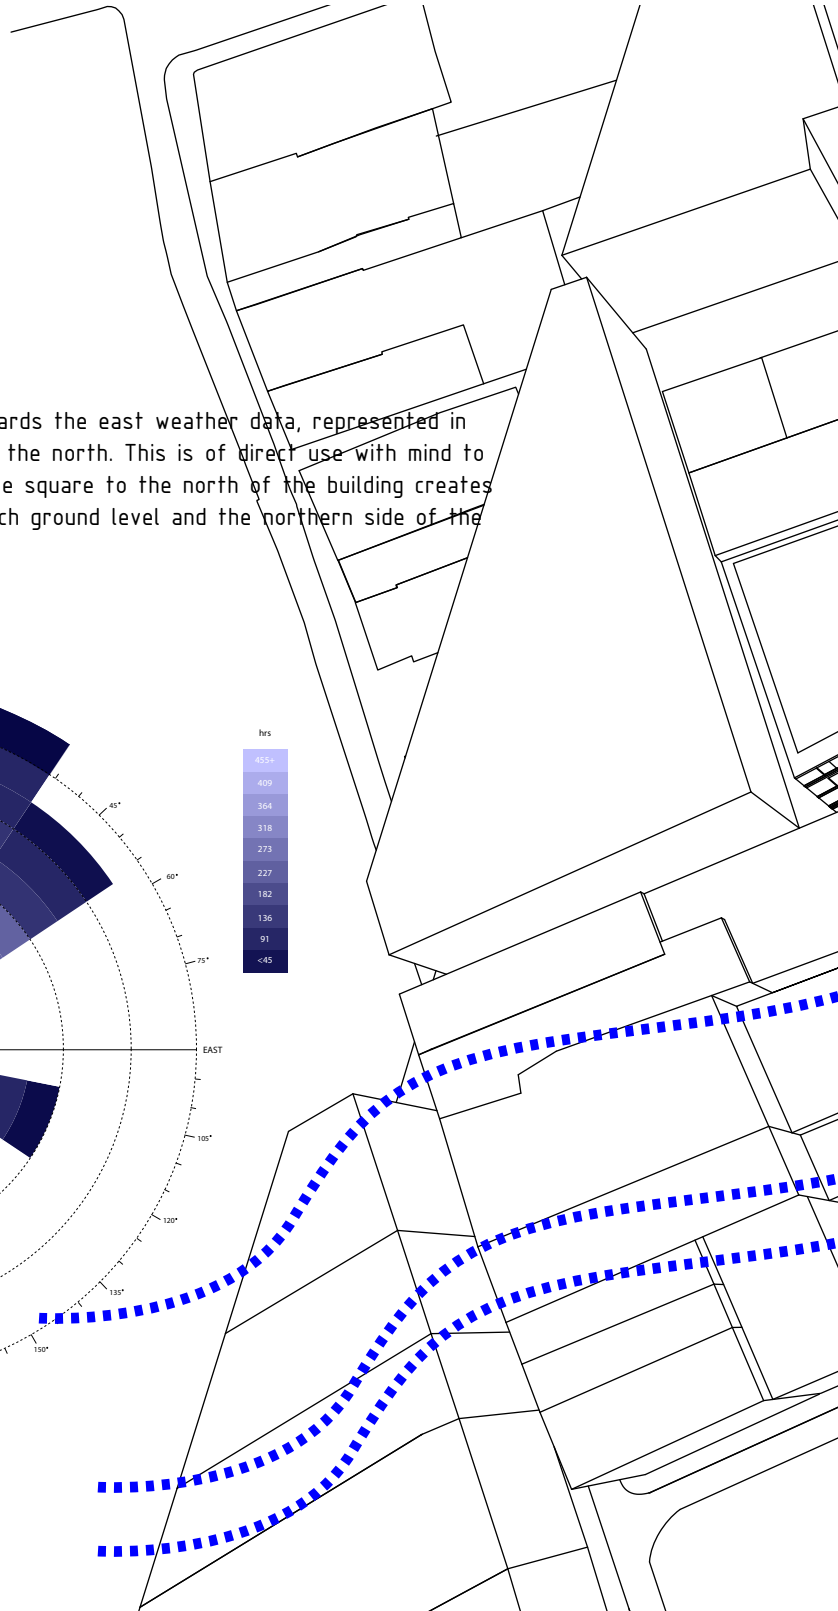 ards the east weather data, represented in
the north. This is of direct use with mind to
e square to the north of the building creates
ch ground level and the northern side of the
hrs
455+
409
364
318
273
227
182
136
91
<45
45°
60°
75°
EAST
105°
120°
135°
150°